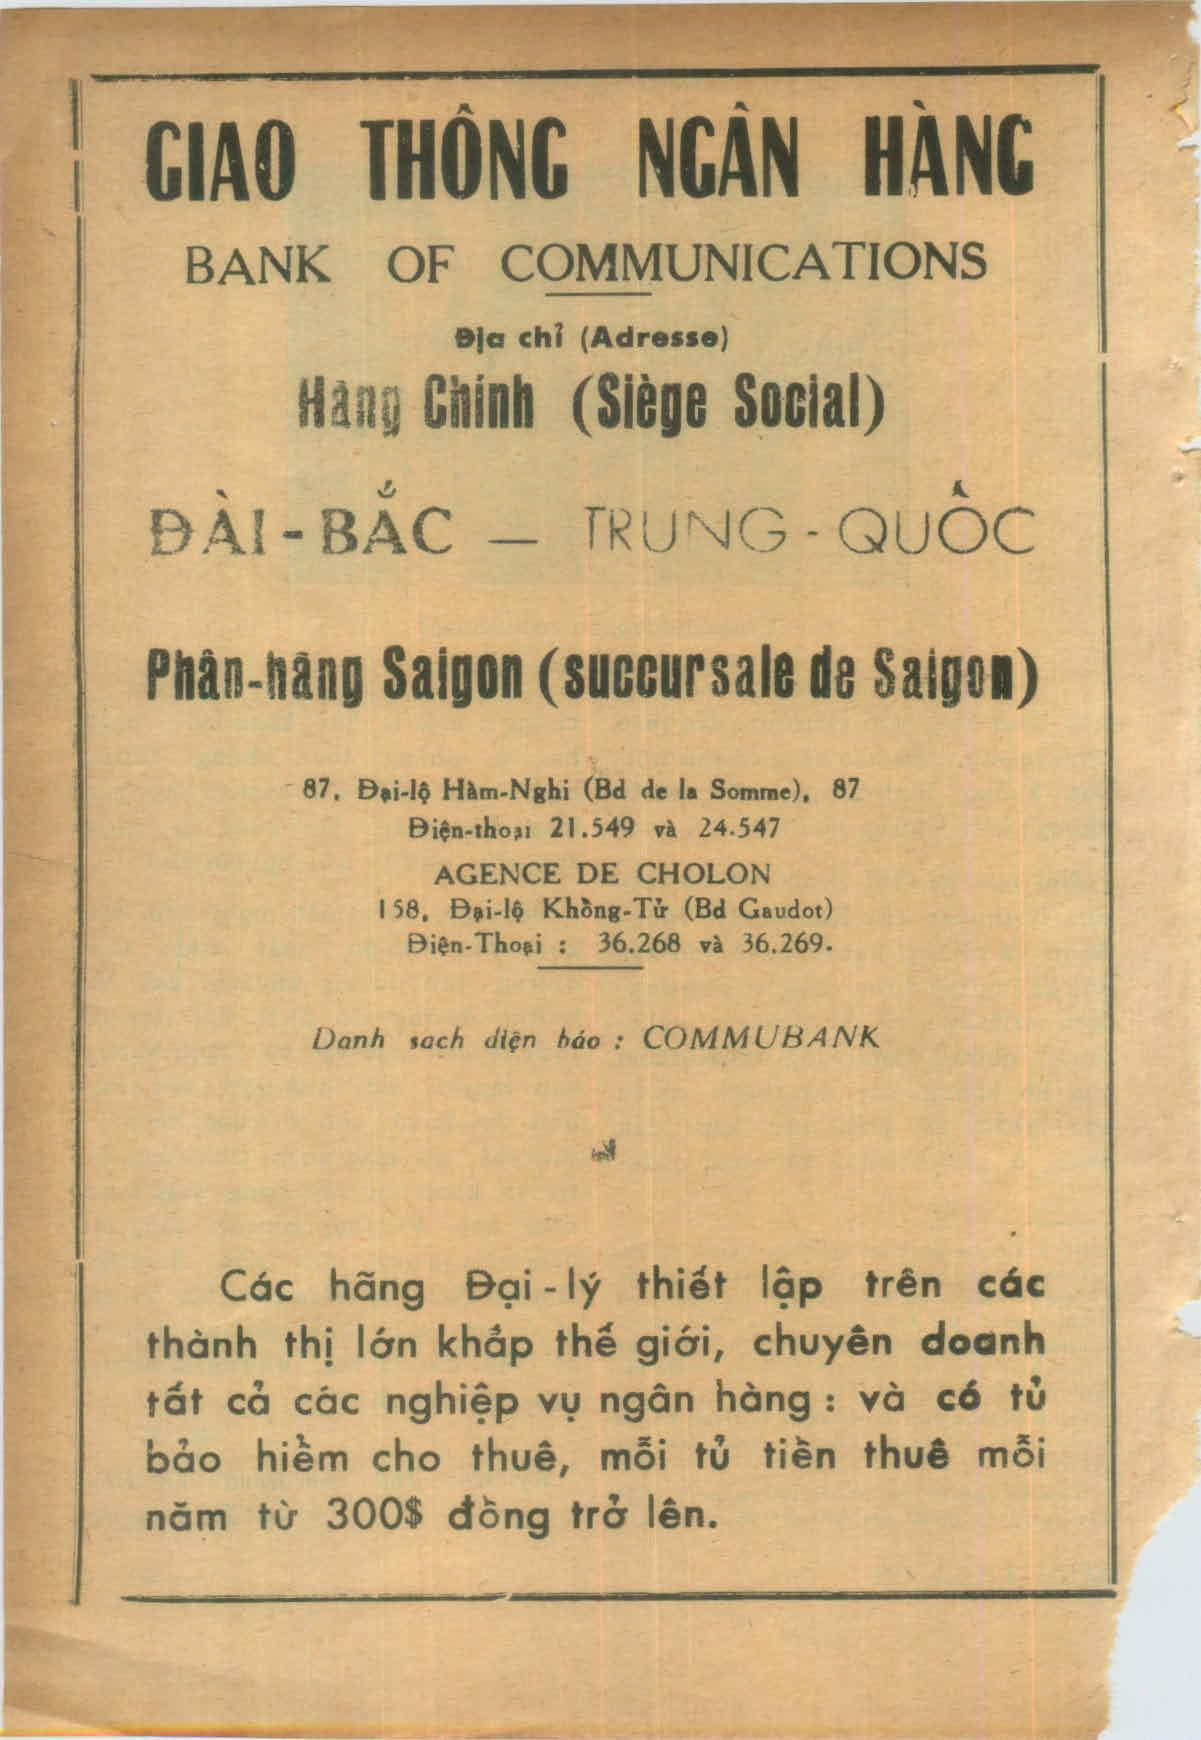 GIAO THÔNG NGÂN HÀNG
BANK OF COMMUNICATIONS
Địa chỉ (Adresse)
Hãng Chính (Siège Social)
ĐÀI-BẮC — TRUNG-QUỐC
Phân-hãng Saigon (succursale de Saigon)
87, Đại-lộ Hàm-Nghi (Bd de la Somme), 87
Điện-thoại 21.549 và 24.547
AGENCE DE CHOLON
158, Đại-lộ Khổng-Tử (Bd Gaudot)
Điện-Thoại : 36.268 và 36.269.
Danh sach diện báo : COMMUBANK
Các hãng Đại-lý thiết lập trên các
thành thị lớn khắp thế giới, chuyên doanh
tất cả các nghiệp vụ ngân hàng : và có tủ
bảo hiểm cho thuê, mỗi tủ tiền thuê mỗi
năm từ 300$ đồng trở lên.